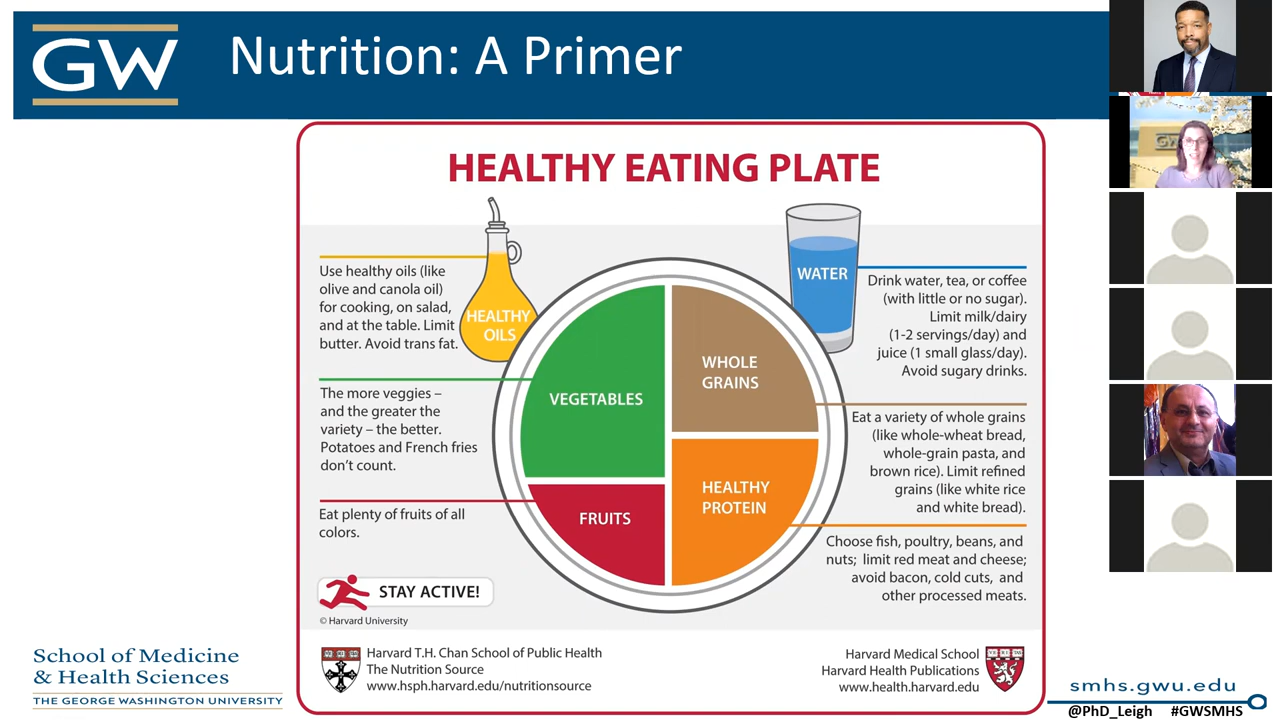 GW
Nutrition: A Primer
HEALTHY EATING PLATE
HEALTHY
OILS
WATER
Use healthy oils (like
olive and canola oil)
for cooking, on salad,
and at the table. Limit
butter. Avoid trans fat.
The more veggies –
and the greater the
variety – the better.
Potatoes and French fries
don't count.
Eat plenty of fruits of all
colors.
VEGETABLES
FRUITS
WHOLE
GRAINS
HEALTHY
PROTEIN
Drink water, tea, or coffee
(with little or no sugar).
Limit milk/dairy
(1-2 servings/day) and
juice (1 small glass/day).
Avoid sugary drinks.
Eat a variety of whole grains
(like whole-wheat bread,
whole-grain pasta, and
brown rice). Limit refined
grains (like white rice
and white bread).
Choose fish, poultry, beans, and
nuts; limit red meat and cheese;
avoid bacon, cold cuts, and
other processed meats.
STAY ACTIVE!
© Harvard University
Harvard T.H. Chan School of Public Health
The Nutrition Source
www.hsph.harvard.edu/nutritionsource
Harvard Medical School
Harvard Health Publications
www.health.harvard.edu
School of Medicine
& Health Sciences
THE GEORGE WASHINGTON UNIVERSITY
smhs.gwu.edu
@PhD_Leigh #GWSMHS